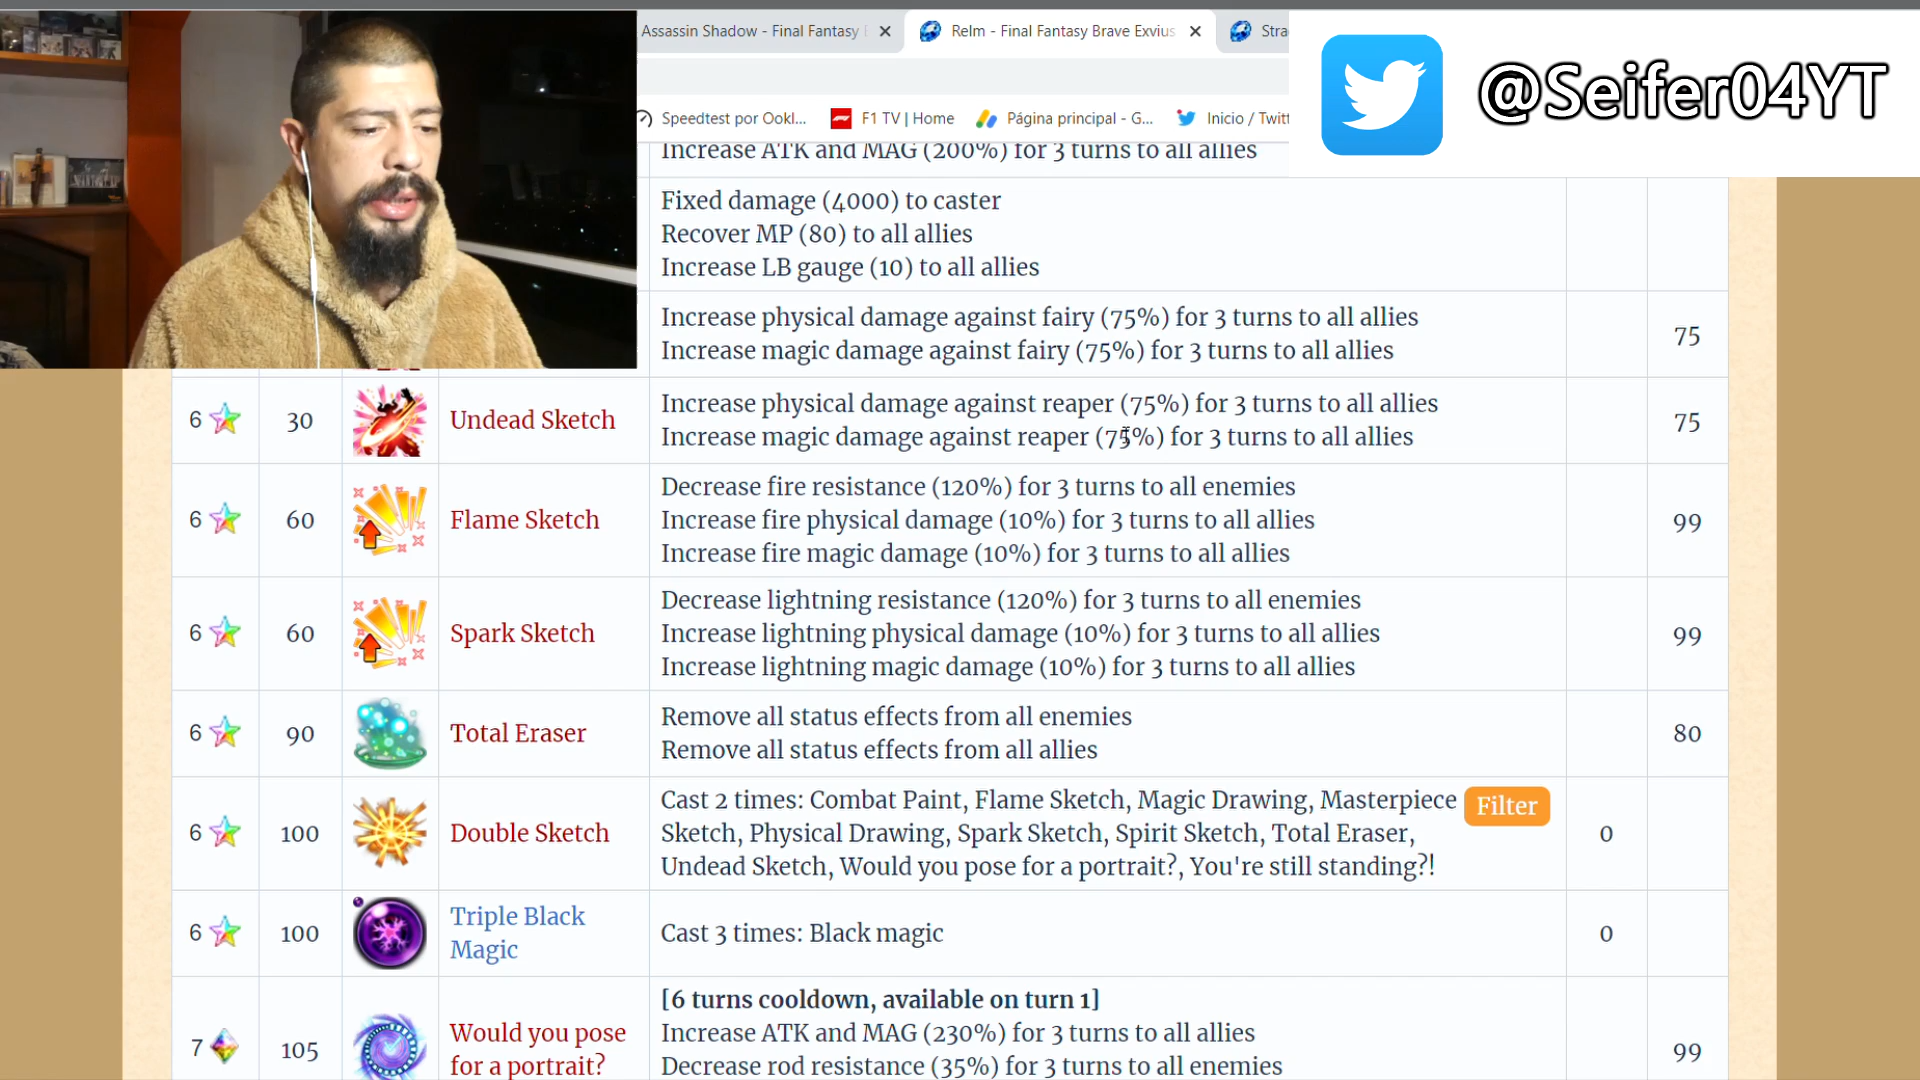 Assassin Shadow - Final Fantasy
Relm - Final Fantasy Brave Exvius
Stra
@Seifer04YT
Speedtest por Ookl...
F1 TV | Home
Página principal - G...
Inicio / Twitt
Increase ATK and MAG (200%) for 3 turns to all allies
Fixed damage (4000) to caster
Recover MP (80) to all allies
Increase LB gauge (10) to all allies
Increase physical damage against fairy (75%) for 3 turns to all allies
Increase magic damage against fairy (75%) for 3 turns to all allies
75
6 30 Undead Sketch
Increase physical damage against reaper (75%) for 3 turns to all allies
Increase magic damage against reaper (75%) for 3 turns to all allies
75
6 60 Flame Sketch
Decrease fire resistance (120%) for 3 turns to all enemies
Increase fire physical damage (10%) for 3 turns to all allies
Increase fire magic damage (10%) for 3 turns to all allies
99
6 60 Spark Sketch
Decrease lightning resistance (120%) for 3 turns to all enemies
Increase lightning physical damage (10%) for 3 turns to all allies
Increase lightning magic damage (10%) for 3 turns to all allies
99
6 90 Total Eraser
Remove all status effects from all enemies
Remove all status effects from all allies
80
6 100 Double Sketch
Cast 2 times: Combat Paint, Flame Sketch, Magic Drawing, Masterpiece
Sketch, Physical Drawing, Spark Sketch, Spirit Sketch, Total Eraser,
Undead Sketch, Would you pose for a portrait?, You're still standing?!
Filter
0
6 100 Triple Black
Magic
Cast 3 times: Black magic
0
7 105 Would you pose
for a portrait?
[6 turns cooldown, available on turn 1]
Increase ATK and MAG (230%) for 3 turns to all allies
Decrease rod resistance (35%) for 3 turns to all enemies
99